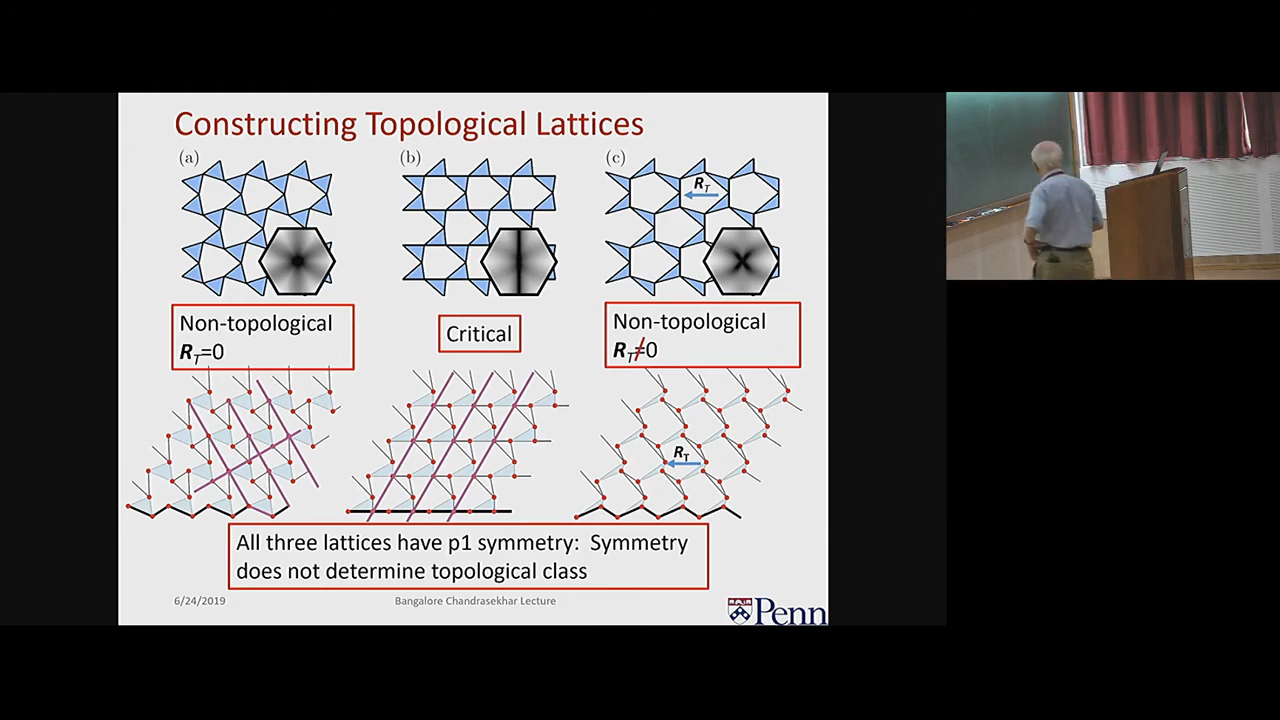 Constructing Topological Lattices
(a)
(b)
(c)
R_T
Non-topological
R_T=0
Critical
Non-topological
R_T≠0
R_T
All three lattices have p1 symmetry: Symmetry
does not determine topological class
6/24/2019
Bangalore Chandrasekhar Lecture
Penn